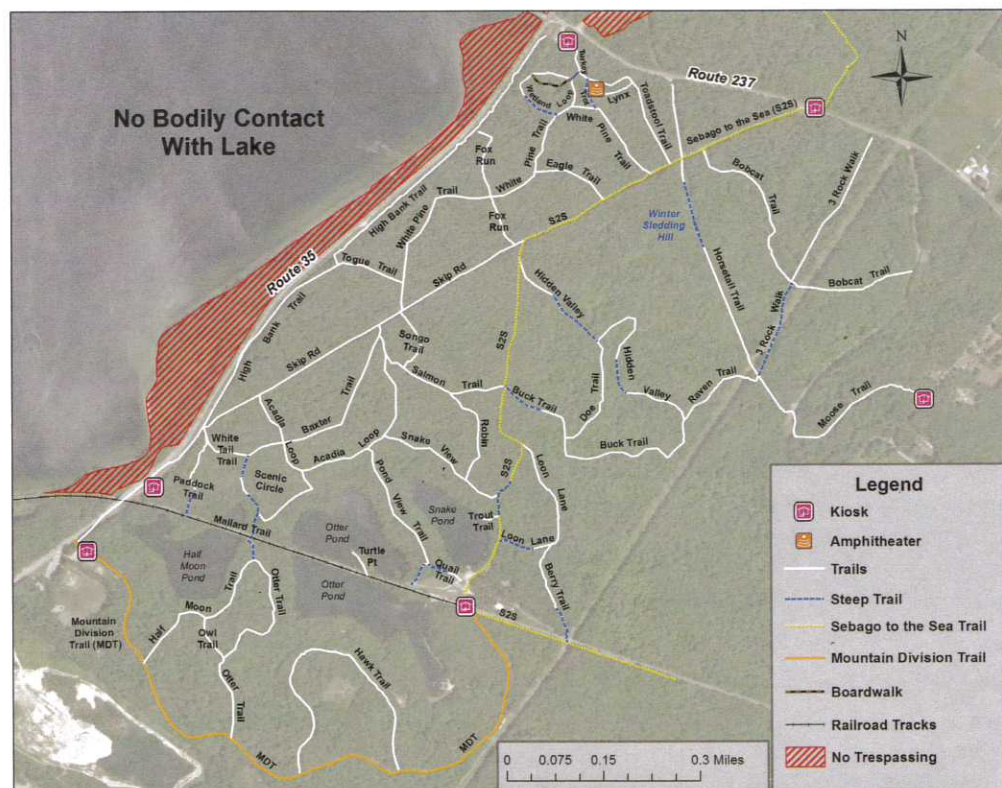 N
Route 237
No Bodily Contact
With Lake
Turkey
Trail
Wetland
Loop
Lynx
Toadstool Trail
White
Pine
Trail
Pine Trail
Sebago to the Sea (S2S)
Fox
Run
Eagle
Trail
White
Trail
High Bank Trail
White Pine
Fox
Run
S2S
Bobcat
Trail
3 Rock Walk
Winter
Sledding
Hill
Route 35
Togue Trail
Skip Rd
Hidden Valley
Horsetail Trail
Bobcat Trail
3 Rock Walk
High Bank Trail
Songo
Trail
S2S
Skip Rd
Salmon Trail
Buck Trail
Doe Trail
Hidden
Valley
Raven Trail
Moose Trail
Acadia
Loop
Baxter Trail
Acadia Loop
Snake View
Robin
Buck Trail
White
Tail
Trail
Scenic
Circle
Pond View Trail
S2S
Loon Lane
Paddock
Trail
Mallard Trail
Snake
Pond
Trout
Trail
Otter
Pond
Turtle
Pt
Loon Lane
Half
Moon
Pond
Quail
Trail
Otter
Pond
Berry Trail
S2S
Half Moon Trail
Otter Trail
Owl
Trail
Mountain
Division
Trail (MDT)
Otter Trail
Hawk Trail
MDT
MDT
0 0.075 0.15 0.3 Miles
Legend
Kiosk
Amphitheater
Trails
Steep Trail
Sebago to the Sea Trail
Mountain Division Trail
Boardwalk
Railroad Tracks
No Trespassing